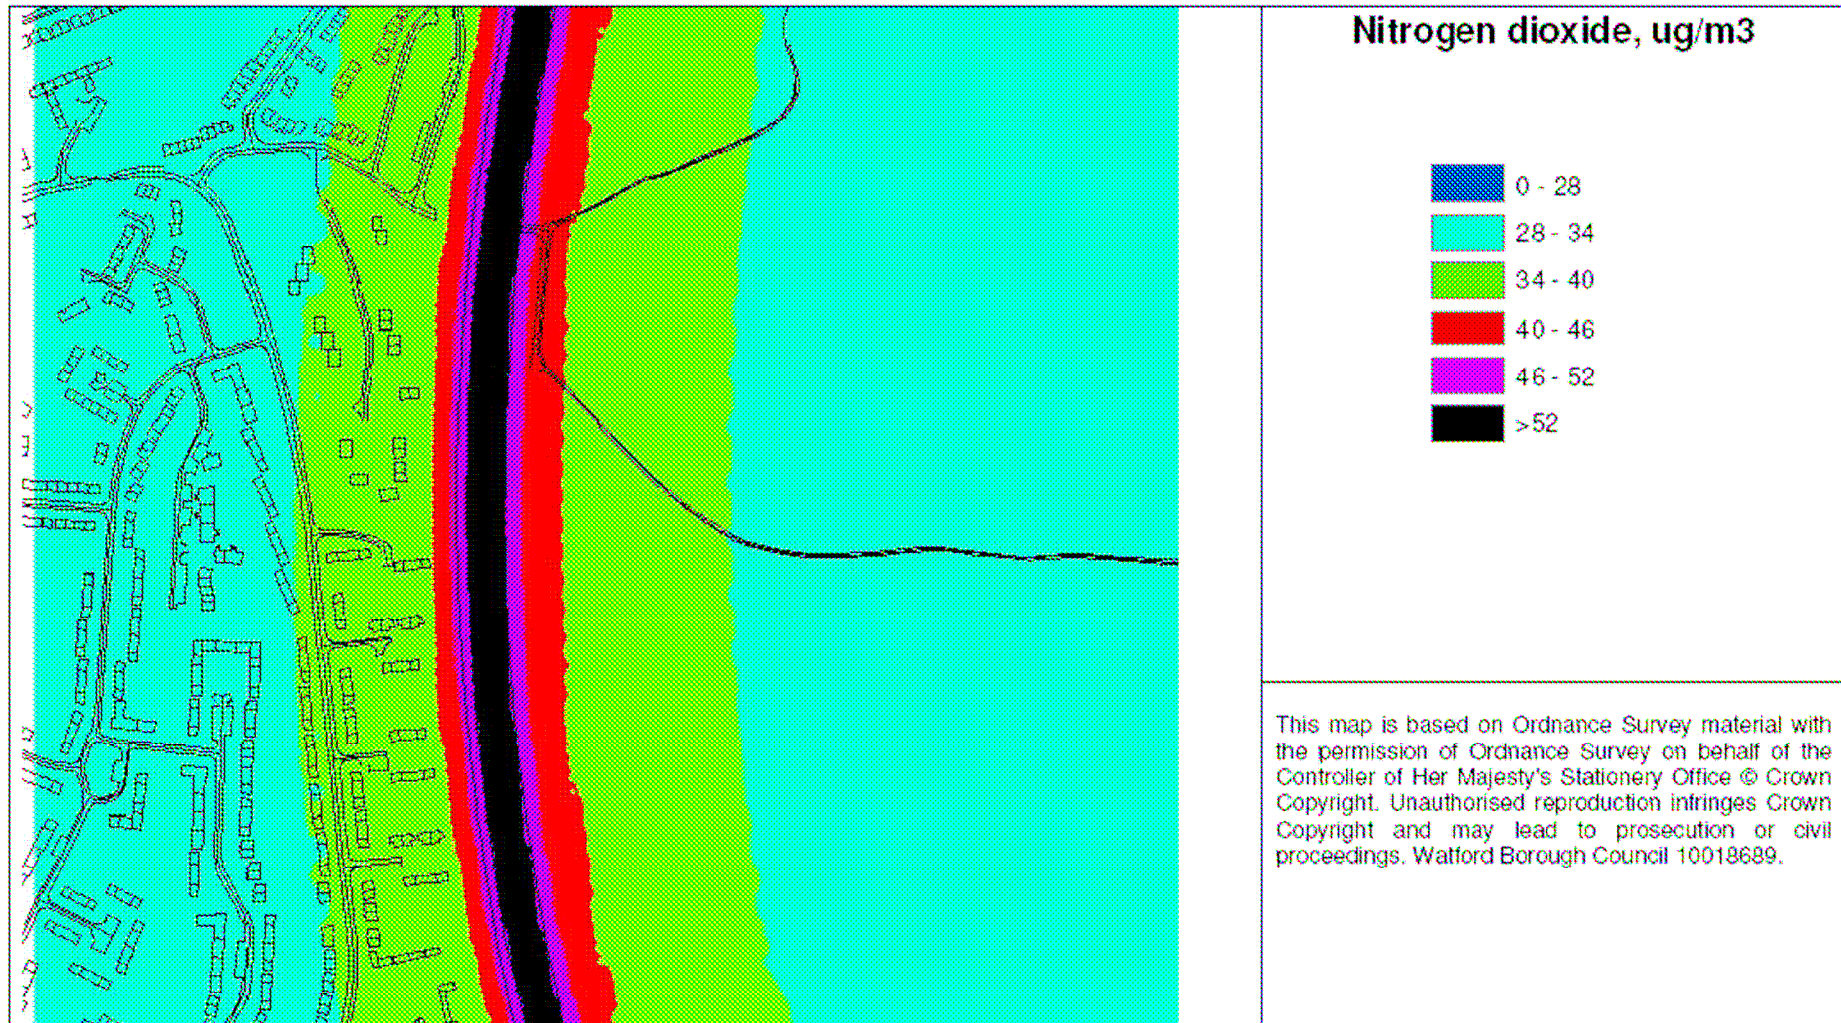 Nitrogen dioxide, ug/m3
0 - 28
28 - 34
34 - 40
40 - 46
46 - 52
>52
This map is based on Ordnance Survey material with
the permission of Ordnance Survey on behalf of the
Controller of Her Majesty's Stationery Office © Crown
Copyright. Unauthorised reproduction infringes Crown
Copyright and may lead to prosecution or civil
proceedings. Watford Borough Council 10018689.